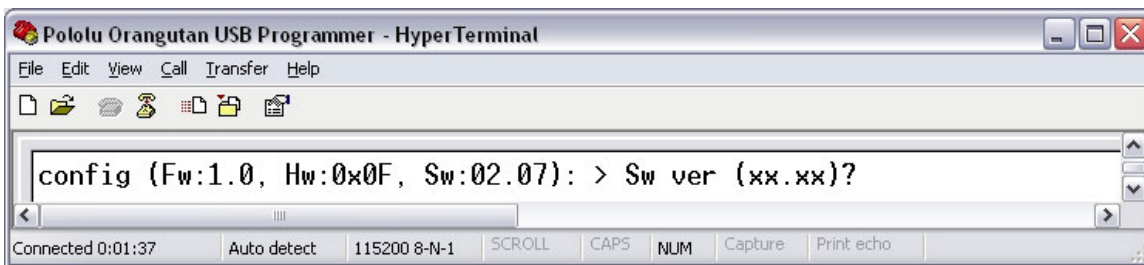 Pololu Orangutan USB Programmer - HyperTerminal
File Edit View Call Transfer Help
config (Fw:1.0, Hw:0x0F, Sw:02.07): > Sw ver (xx.xx)?
Connected 0:01:37 Auto detect 115200 8-N-1 SCROLL CAPS NUM Capture Print echo